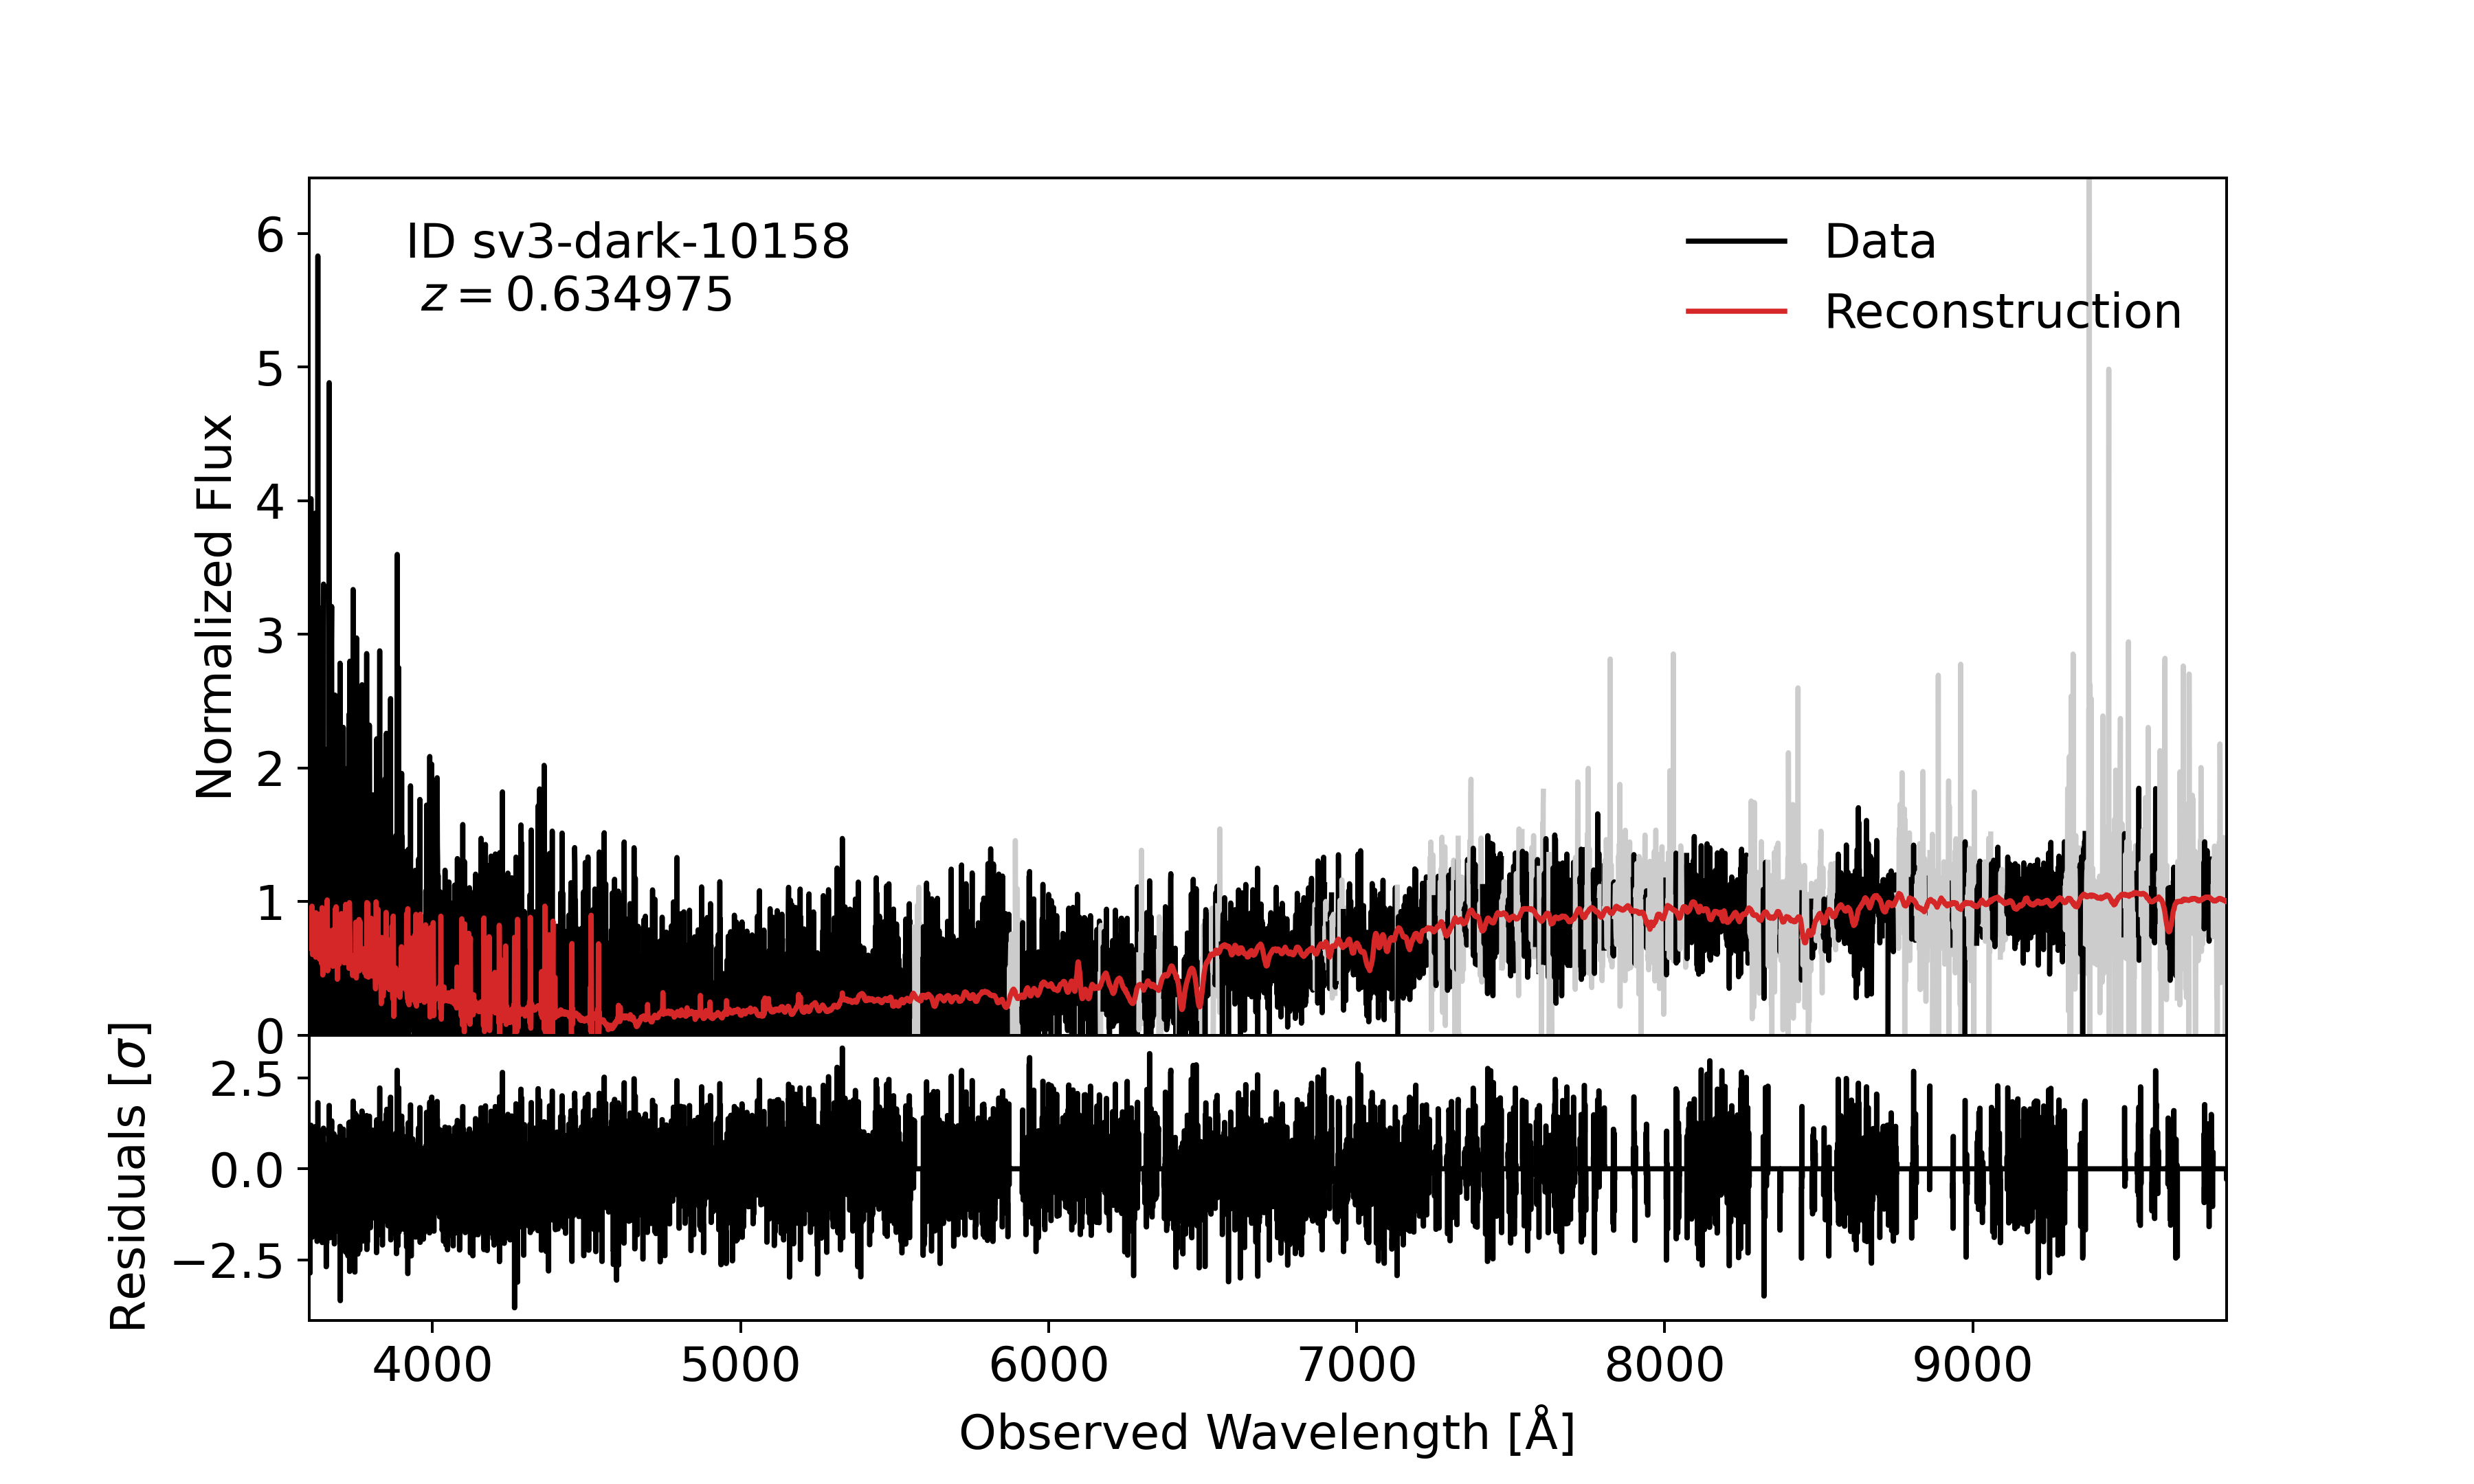 ID sv3-dark-10158
z = 0.634975
Data
Reconstruction
Normalized Flux
6
5
4
3
2
1
0
Residuals [σ]
2.5
0.0
−2.5
4000 5000 6000 7000 8000 9000
Observed Wavelength [Å]